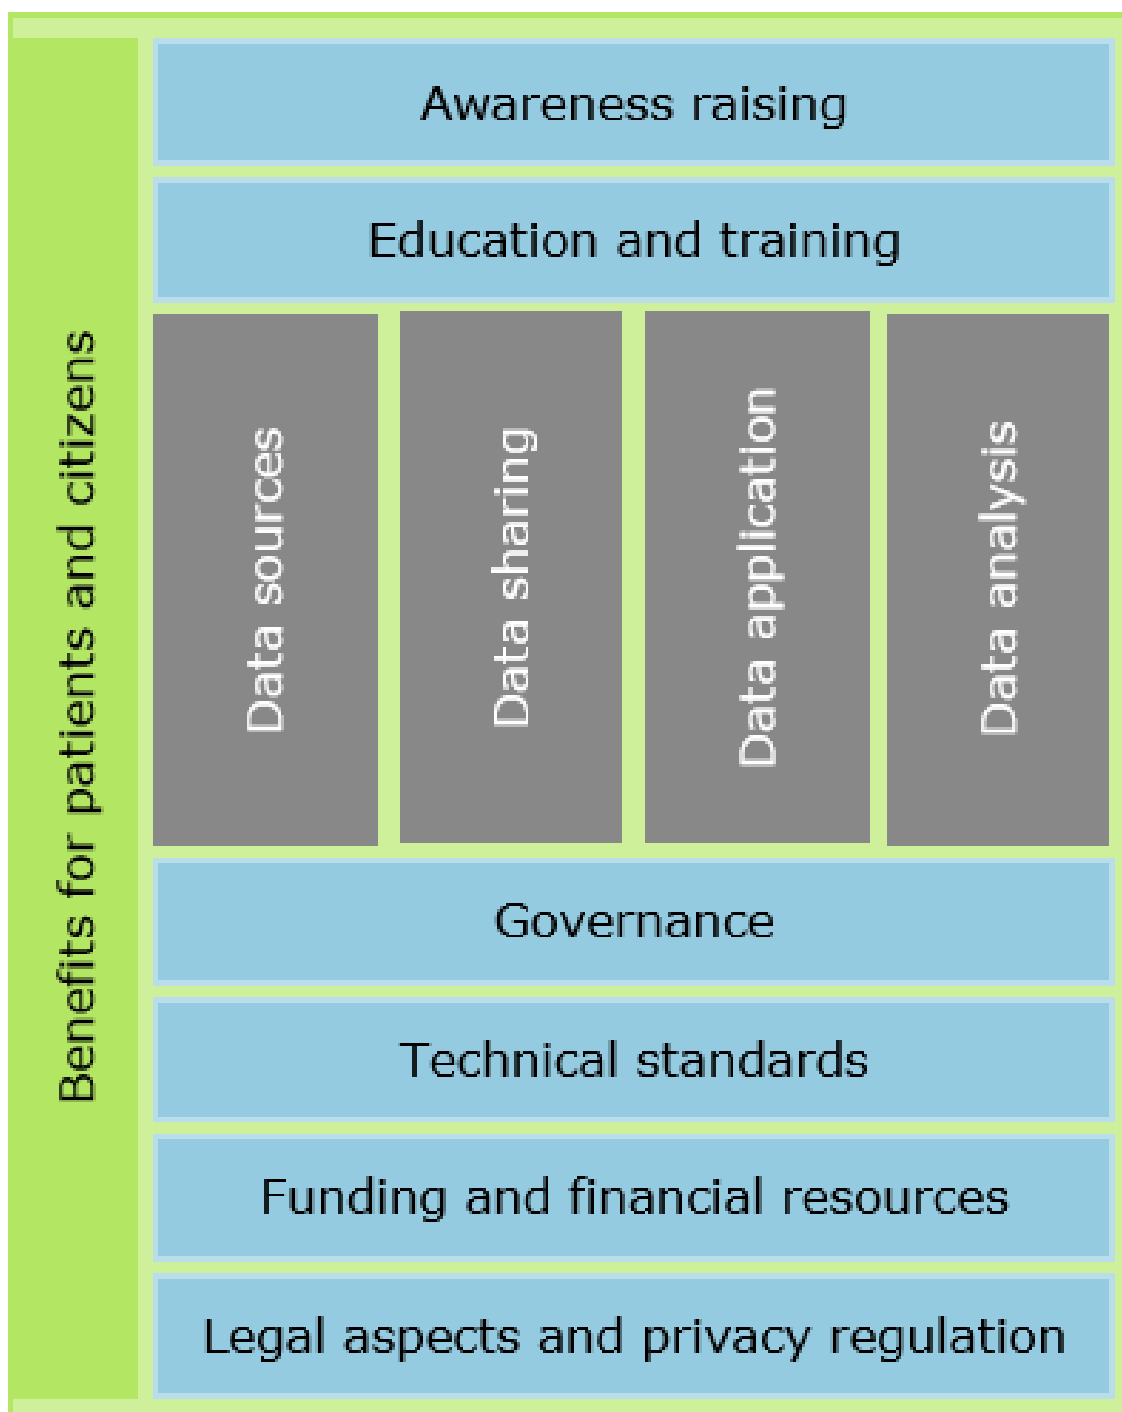 Benefits for patients and citizens
Awareness raising
Education and training
Data sources
Data sharing
Data application
Data analysis
Governance
Technical standards
Funding and financial resources
Legal aspects and privacy regulation